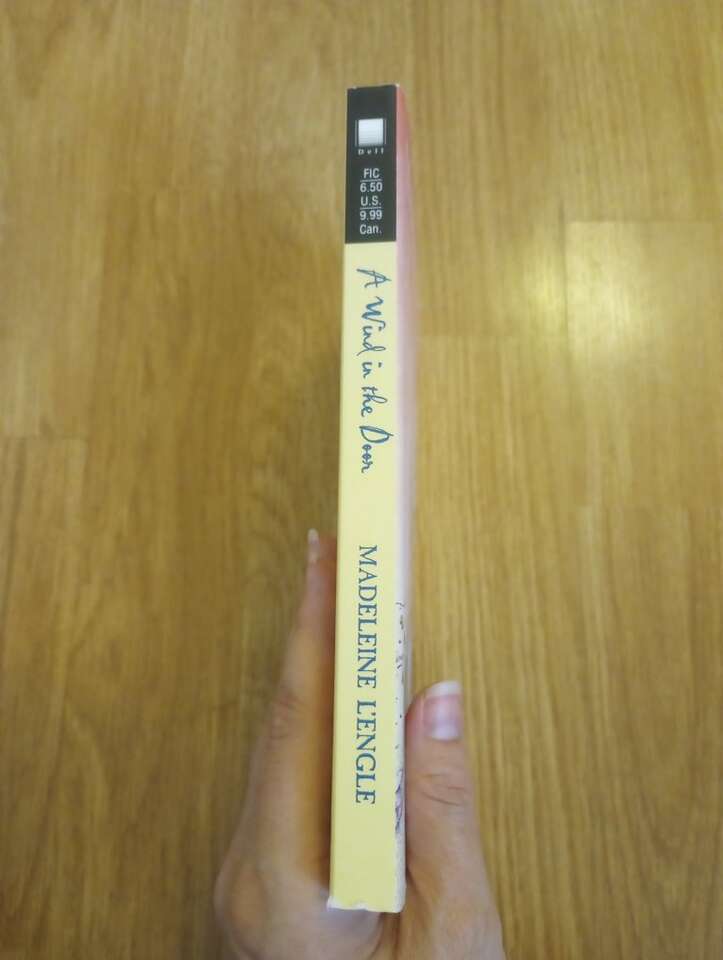 Dell
FIC
6.50
U.S.
9.99
Can.
A Wind in the Door
MADELEINE L'ENGLE